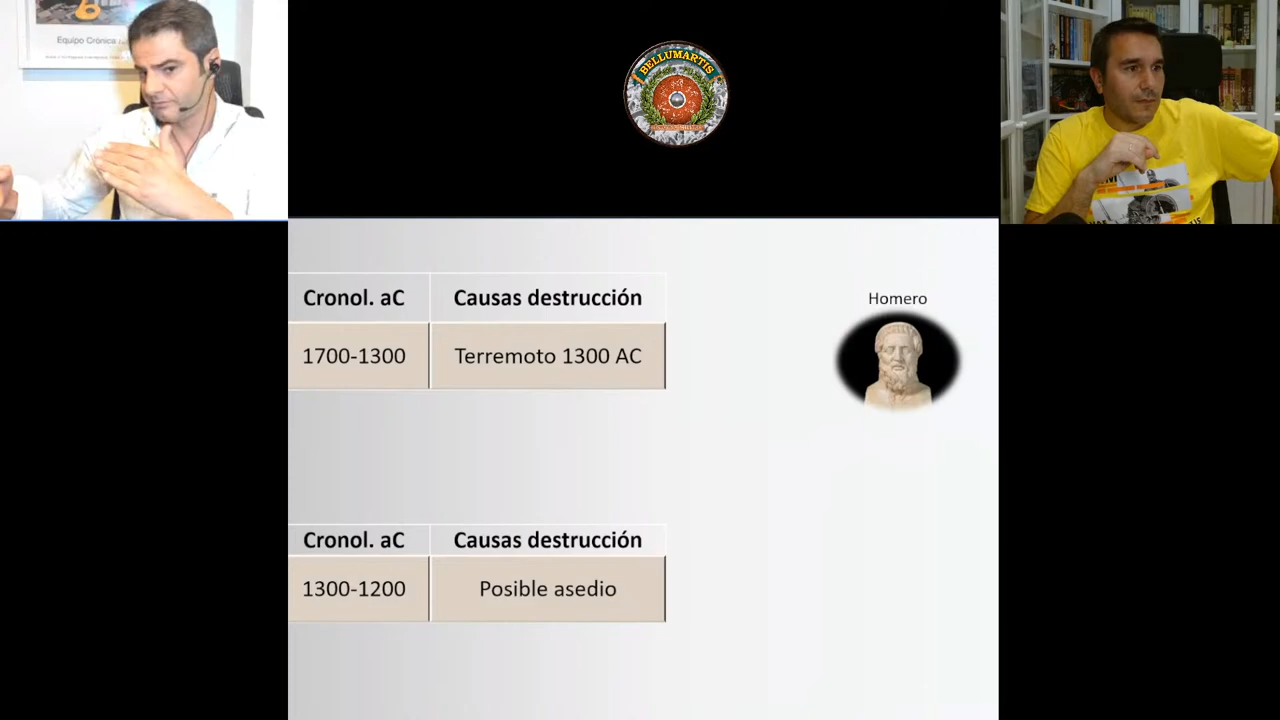 Equipo Crónica
BELLUMARTIS
Homero
Cronol. aC
Causas destrucción
1700-1300
Terremoto 1300 AC
Cronol. aC
Causas destrucción
1300-1200
Posible asedio